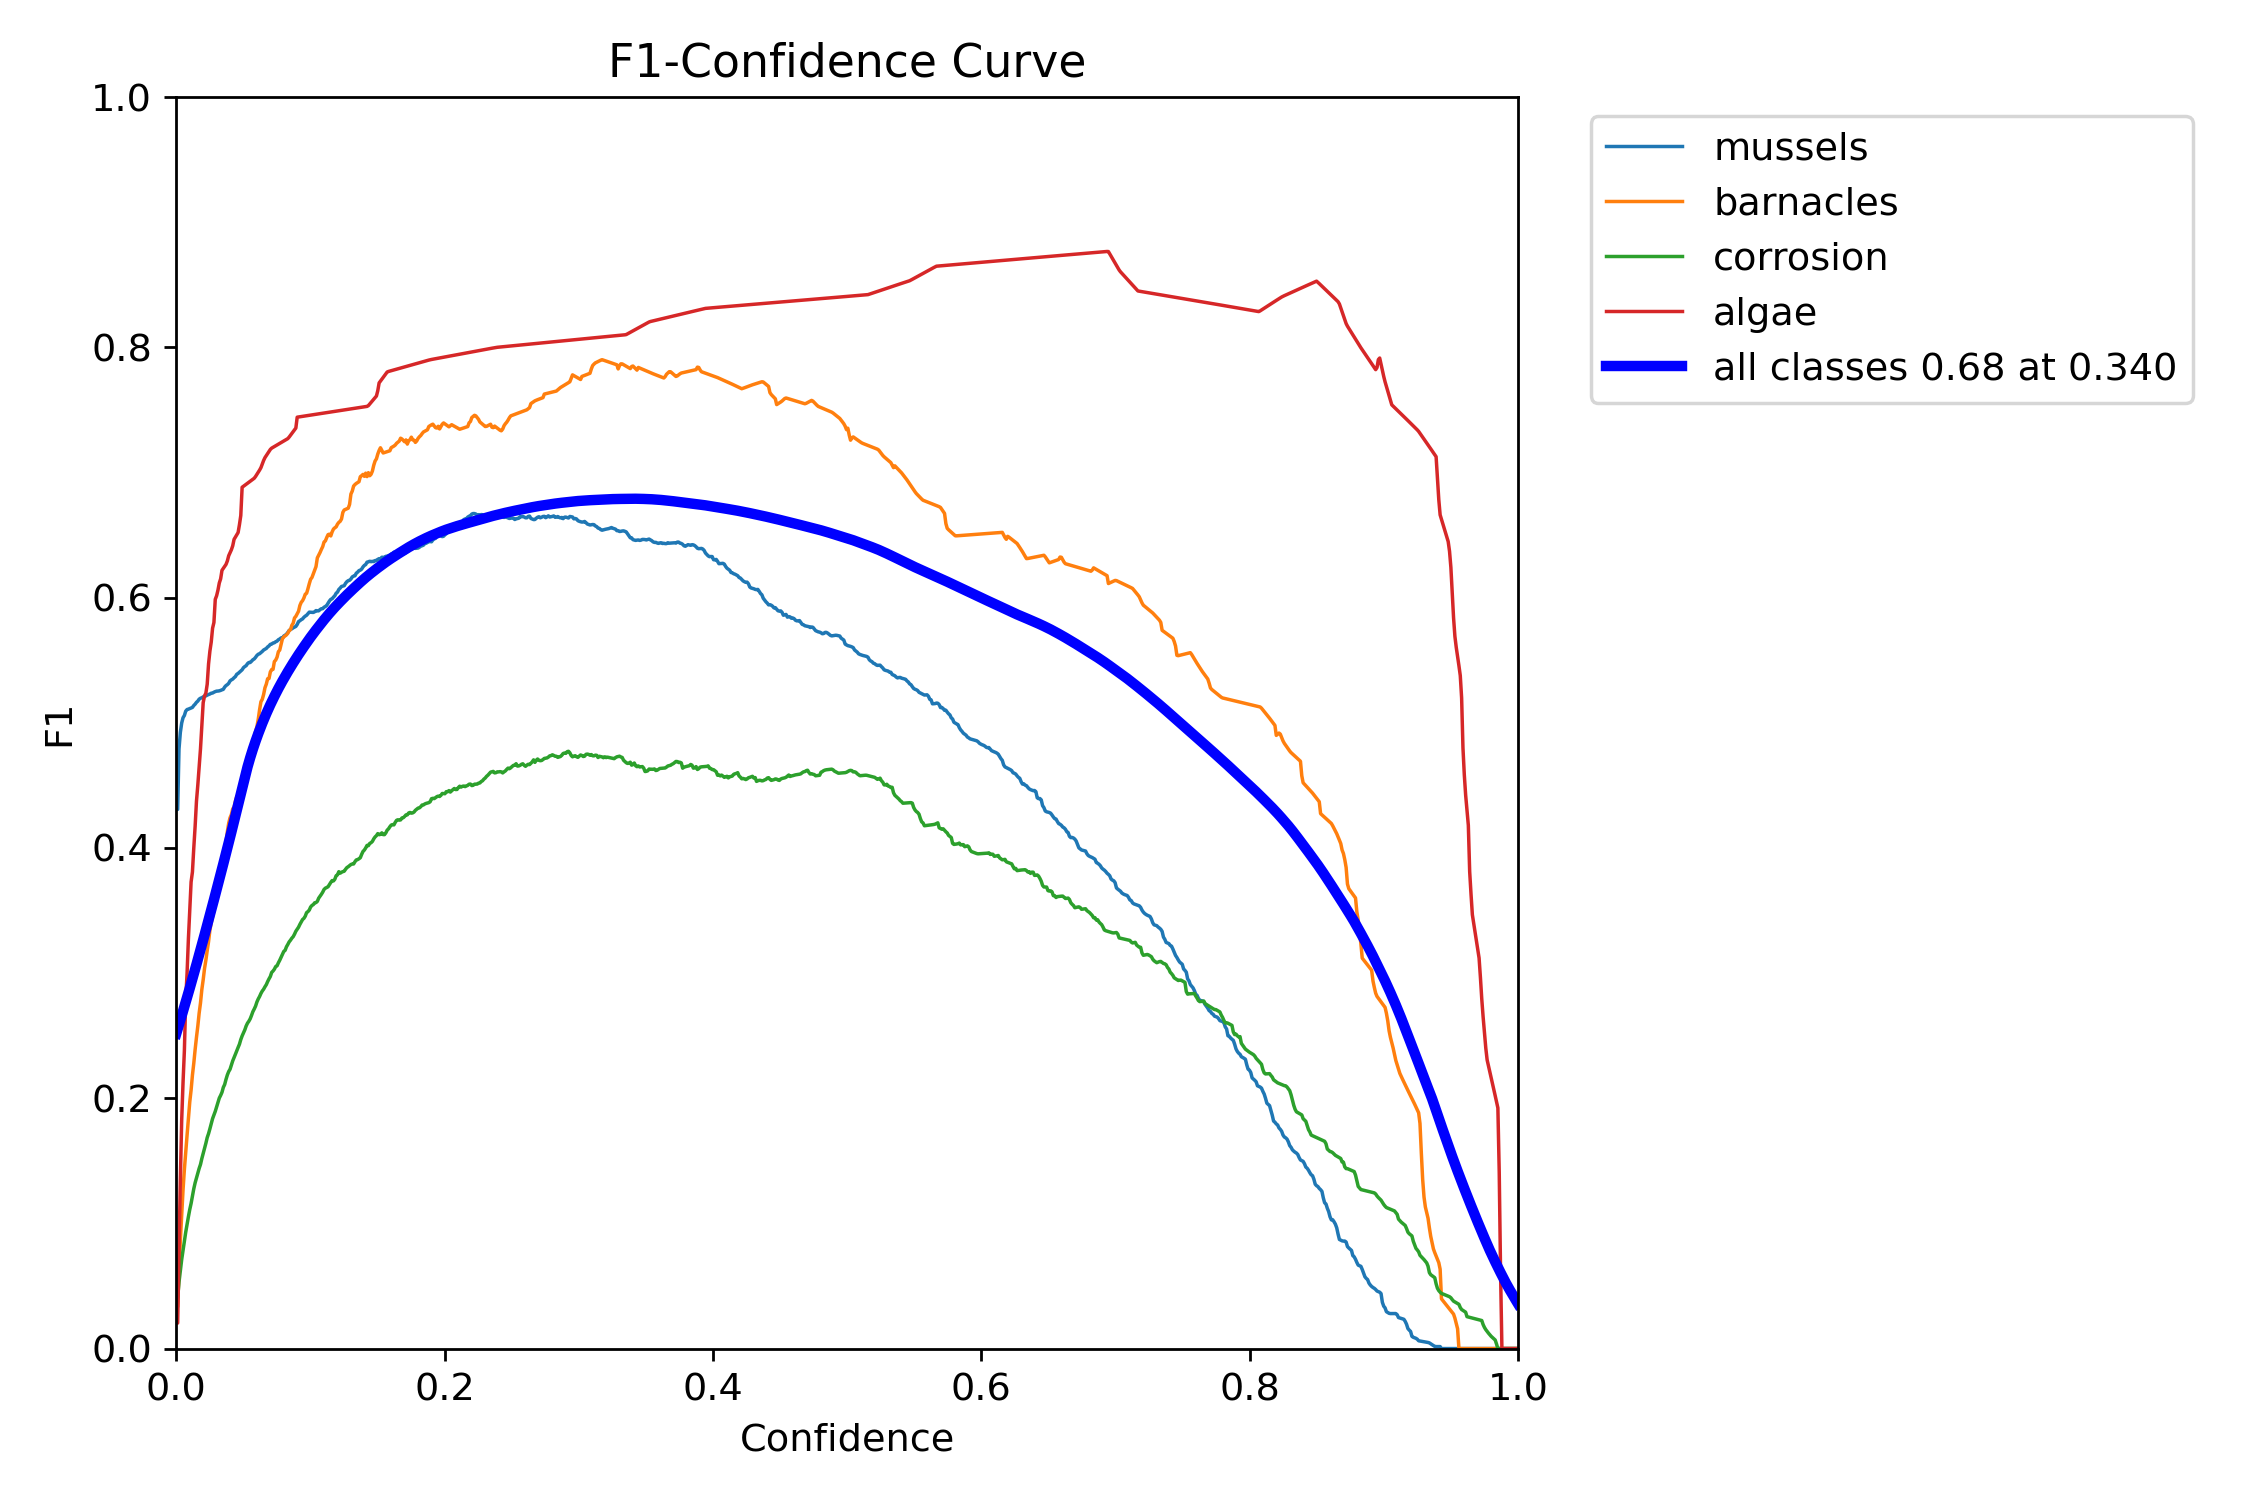 F1-Confidence Curve
1.0
0.8
0.6
0.4
0.2
0.0
F1
0.0 0.2 0.4 0.6 0.8 1.0
Confidence
mussels
barnacles
corrosion
algae
all classes 0.68 at 0.340